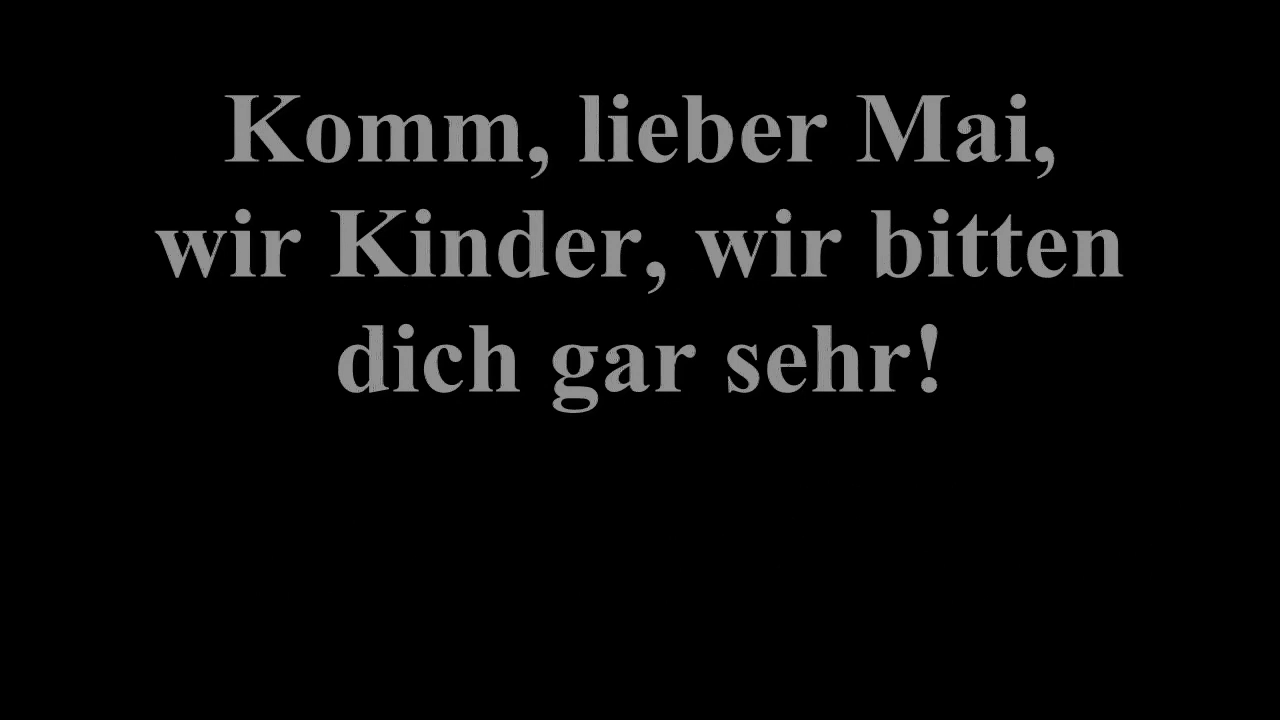 Komm, lieber Mai,
wir Kinder, wir bitten
dich gar sehr!